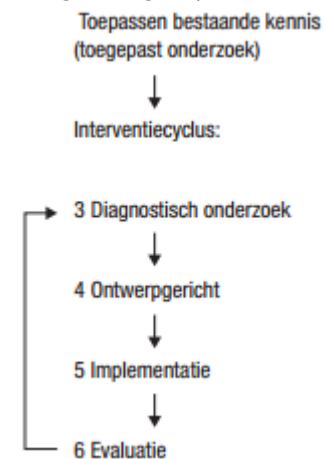 Toepassen bestaande kennis
(toegepast onderzoek)
Interventiecyclus:
3 Diagnostisch onderzoek
4 Ontwerpgericht
5 Implementatie
6 Evaluatie